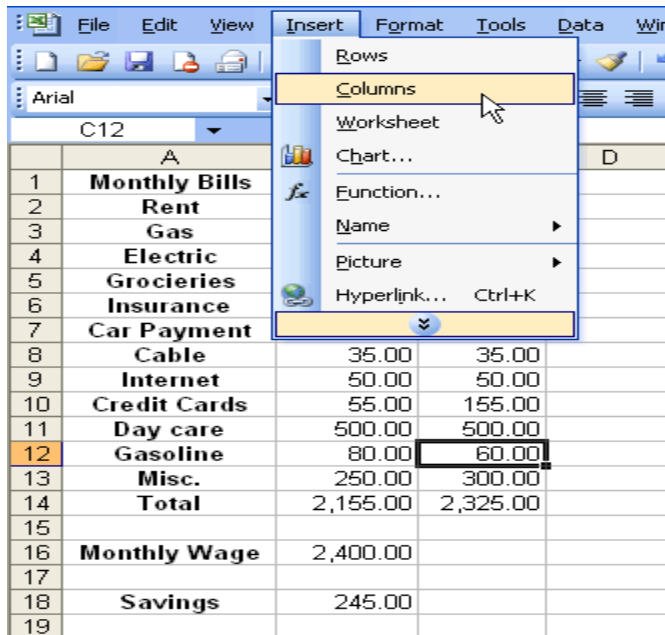 File Edit View Insert Format Tools Data Wi
Arial
C12
Rows
Columns
Worksheet
Chart...
Function...
Name
Picture
Hyperlink... Ctrl+K
A D
1 Monthly Bills
2 Rent
3 Gas
4 Electric
5 Grocieries
6 Insurance
7 Car Payment
8 Cable 35.00 35.00
9 Internet 50.00 50.00
10 Credit Cards 55.00 155.00
11 Day care 500.00 500.00
12 Gasoline 80.00 60.00
13 Misc. 250.00 300.00
14 Total 2,155.00 2,325.00
15
16 Monthly Wage 2,400.00
17
18 Savings 245.00
19